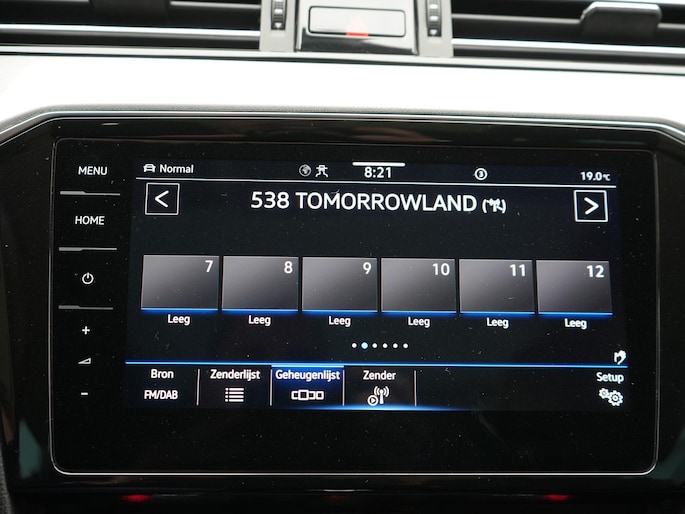 MENU
HOME
+
-
Normal
8:21
3
19.0°C
< 538 TOMORROWLAND >
7 8 9 10 11 12
Leeg Leeg Leeg Leeg Leeg Leeg
Bron Zenderlijst Geheugenlijst Zender Setup
FM/DAB